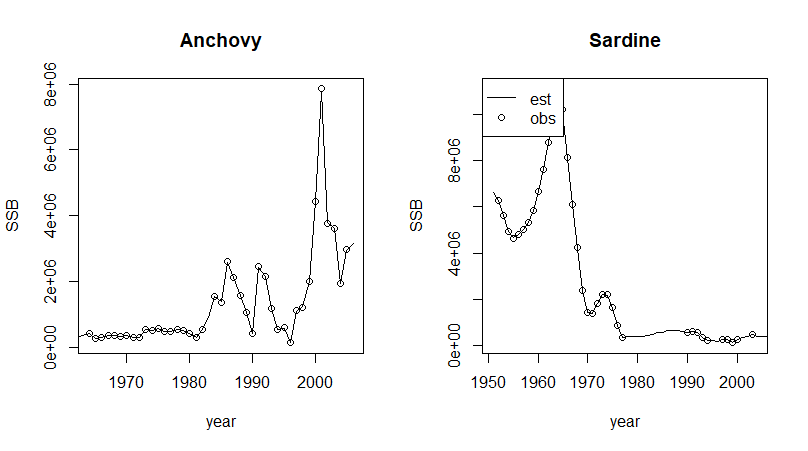 Anchovy
SSB
8e+06
6e+06
4e+06
2e+06
0e+00
1970 1980 1990 2000
year
Sardine
est
obs
SSB
8e+06
4e+06
0e+00
1950 1960 1970 1980 1990 2000
year